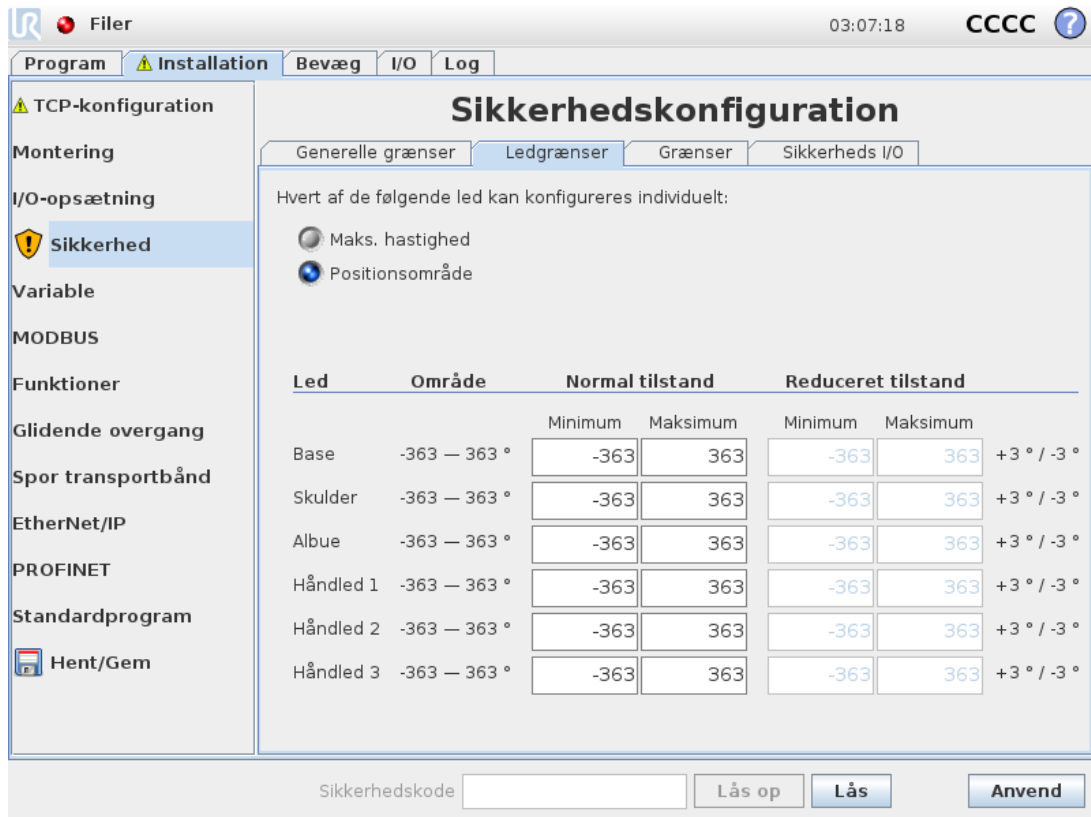 UR Filer 03:07:18 CCCC ?
Program Installation Bevæg I/O Log
TCP-konfiguration
Montering
I/O-opsætning
Sikkerhed
Variable
MODBUS
Funktioner
Glidende overgang
Spor transportbånd
EtherNet/IP
PROFINET
Standardprogram
Hent/Gem
Sikkerhedskonfiguration
Generelle grænser Ledgrænser Grænser Sikkerheds I/O
Hvert af de følgende led kan konfigureres individuelt:
Maks. hastighed
Positionsområde
Led Område Normal tilstand Reduceret tilstand
Minimum Maksimum Minimum Maksimum
Base -363 — 363 ° -363 363 -363 363 +3 ° / -3 °
Skulder -363 — 363 ° -363 363 -363 363 +3 ° / -3 °
Albue -363 — 363 ° -363 363 -363 363 +3 ° / -3 °
Håndled 1 -363 — 363 ° -363 363 -363 363 +3 ° / -3 °
Håndled 2 -363 — 363 ° -363 363 -363 363 +3 ° / -3 °
Håndled 3 -363 — 363 ° -363 363 -363 363 +3 ° / -3 °
Sikkerhedskode Lås op Lås Anvend